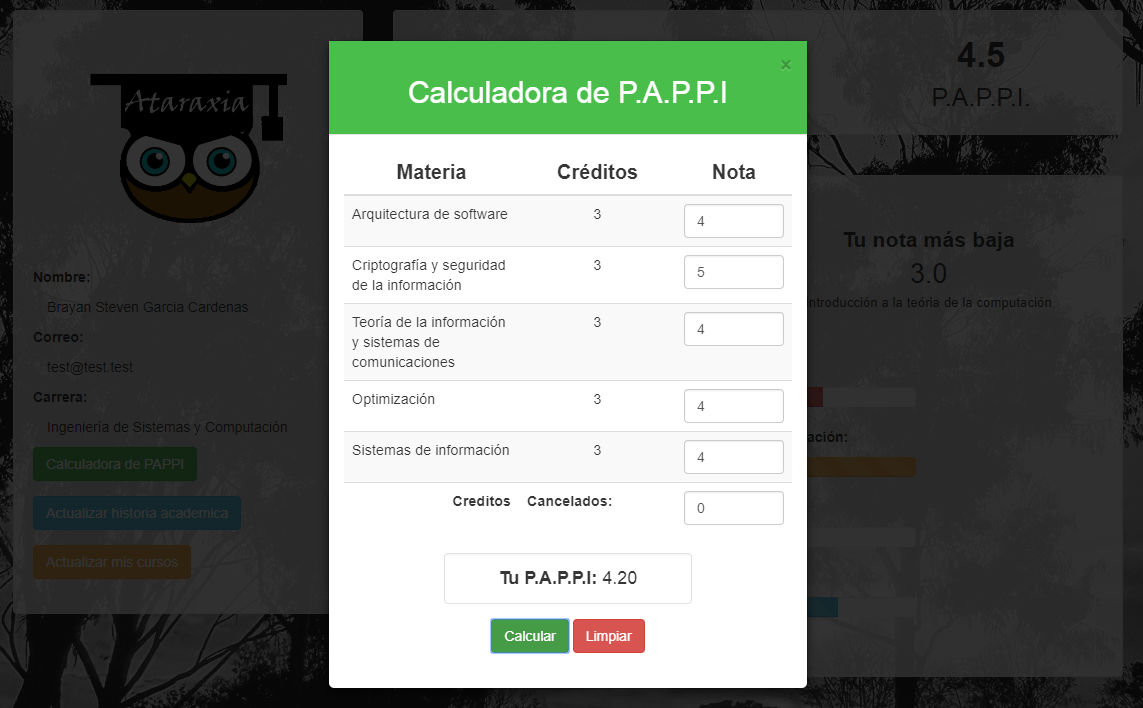 Ataraxia
Nombre:
Brayan Steven Garcia Cardenas
Correo:
test@test.test
Carrera:
Ingeniería de Sistemas y Computación
Calculadora de PAPPI
Actualizar historia academica
Actualizar mis cursos
×
Calculadora de P.A.P.P.I
Materia Créditos Nota
Arquitectura de software 3 4
Criptografía y seguridad 3 5
de la información
Teoría de la información 3 4
y sistemas de
comunicaciones
Optimización 3 4
Sistemas de información 3 4
Creditos Cancelados: 0
Tu P.A.P.P.I: 4.20
Calcular Limpiar
4.5
P.A.P.P.I.
Tu nota más baja
3.0
ntroducción a la teoría de la computación
ación: